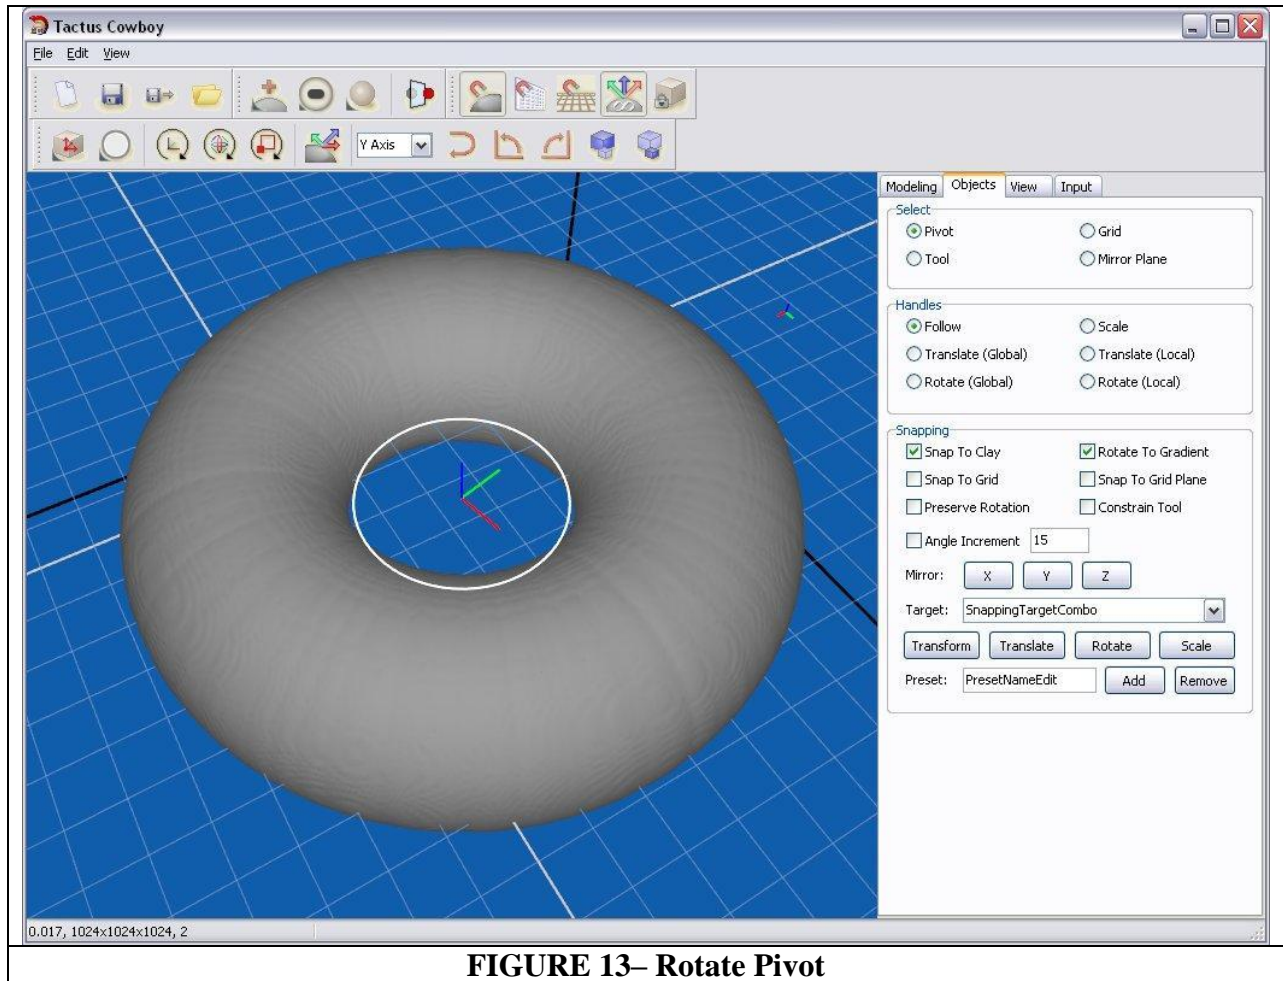 Tactus Cowboy
File Edit View
Y Axis
Modeling Objects View Input
Select
Pivot Grid
Tool Mirror Plane
Handles
Follow Scale
Translate (Global) Translate (Local)
Rotate (Global) Rotate (Local)
Snapping
Snap To Clay Rotate To Gradient
Snap To Grid Snap To Grid Plane
Preserve Rotation Constrain Tool
Angle Increment 15
Mirror: X Y Z
Target: SnappingTargetCombo
Transform Translate Rotate Scale
Preset: PresetNameEdit Add Remove
0.017, 1024x1024x1024, 2
FIGURE 13– Rotate Pivot